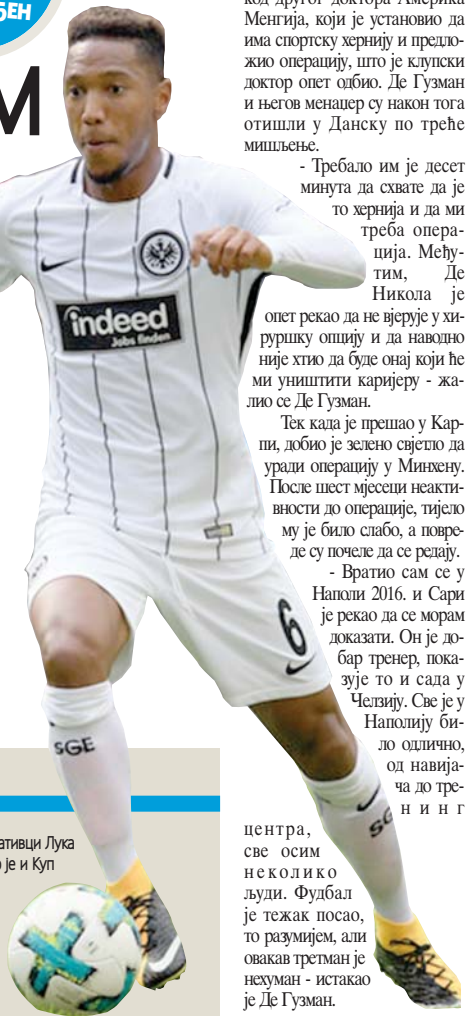 БЕН
М
код другог доктора Америка
Менгија, који је установио да
има спортску хернију и предло-
жио операцију, што је клупски
доктор опет одбио. Де Гузман
и његов менаџер су након тога
отишли у Данску по треће
мишљење.
- Требало им је десет
минута да схвате да је
то хернија и да ми
треба опера-
ција. Међу-
тим, Де
Никола је
опет рекао да не вјерује у хи-
руршку опцију и да наводно
није хтио да буде онај који ће
ми уништити каријеру - жа-
лио се Де Гузман.
Тек када је прешао у Кар-
пи, добио је зелено свјетло да
уради операцију у Минхену.
После шест мјесеци неактив-
ности до операције, тијело
му је било слабо, а повре-
де су почеле да се редају.
- Вратио сам се у
Наполи 2016. и Сари
је рекао да се морам
доказати. Он је до-
бар тренер, пока-
зује то и сада у
Челзију. Све је у
Наполију би-
ло одлично,
од навија-
ча до тре-
нинг
центра,
све осим
неколико
људи. Фудбал
је тежак посао,
то разумијем, али
овакав третман је
нехуман - истакао
је Де Гузман.
indeed
Jobs finden
6
SGE
SG
ативци Лука
о је и Куп